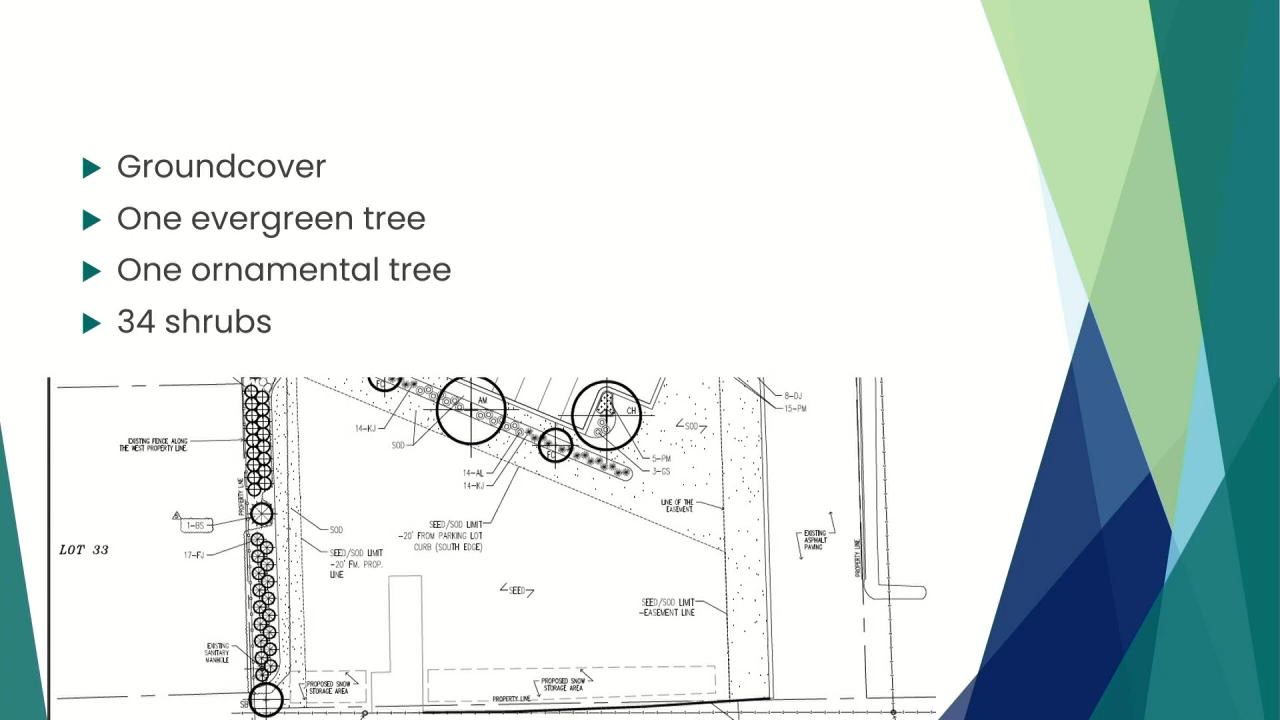 Groundcover
One evergreen tree
One ornamental tree
34 shrubs
8-DJ
15-PM
AM
CH
FC
14-KJ
SOD
SOD
EXISTING FENCE ALONG
THE WEST PROPERTY LINE.
FC
5-PM
3-GS
14-AL
14-KJ
PROPERTY LINE
LINE OF THE
EASEMENT.
1-BS
SOD
SEED/SOD LIMIT
-20' FROM PARKING LOT
CURB (SOUTH EDGE)
EXISTING
ASPHALT
PAVING
PROPERTY LINE
LOT 33
17-FJ
SEED/SOD LIMIT
-20' FM. PROP.
LINE
SEED
SEED/SOD LIMIT
-EASEMENT LINE
EXISTING
SANITARY
MANHOLE
PROPOSED SNOW
STORAGE AREA
PROPOSED SNOW
STORAGE AREA
PROPERTY LINE